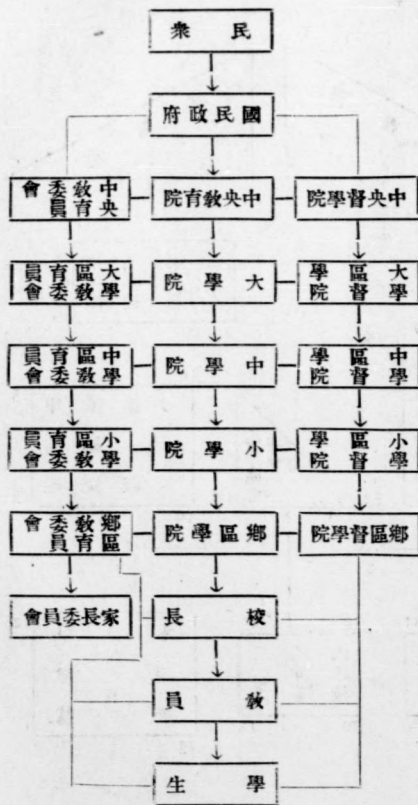 民衆
國民政府
中央督學院
中央教育院
中央教育委員會
大學區督學院
大學院
大學區教育委員會
中學區督學院
中學院
中學區教育委員會
小學區督學院
小學院
小學區教育委員會
鄉區督學院
鄉區學院
鄉區教育委員會
校長
家長委員會
教員
學生